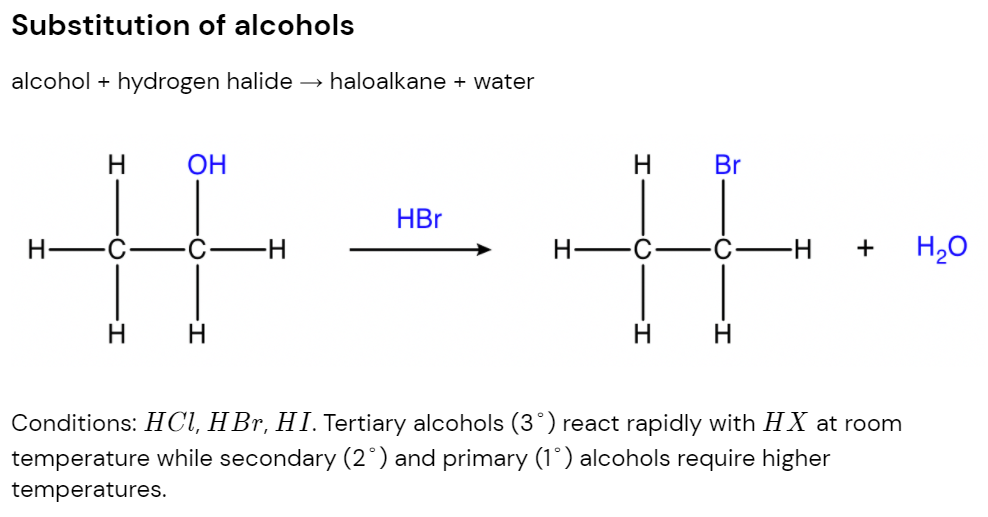 Substitution of alcohols
alcohol + hydrogen halide → haloalkane + water
H OH H Br
HBr
H C C H H C C H + H₂O
H H H H
Conditions: HCl, HBr, HI. Tertiary alcohols (3°) react rapidly with HX at room
temperature while secondary (2°) and primary (1°) alcohols require higher
temperatures.